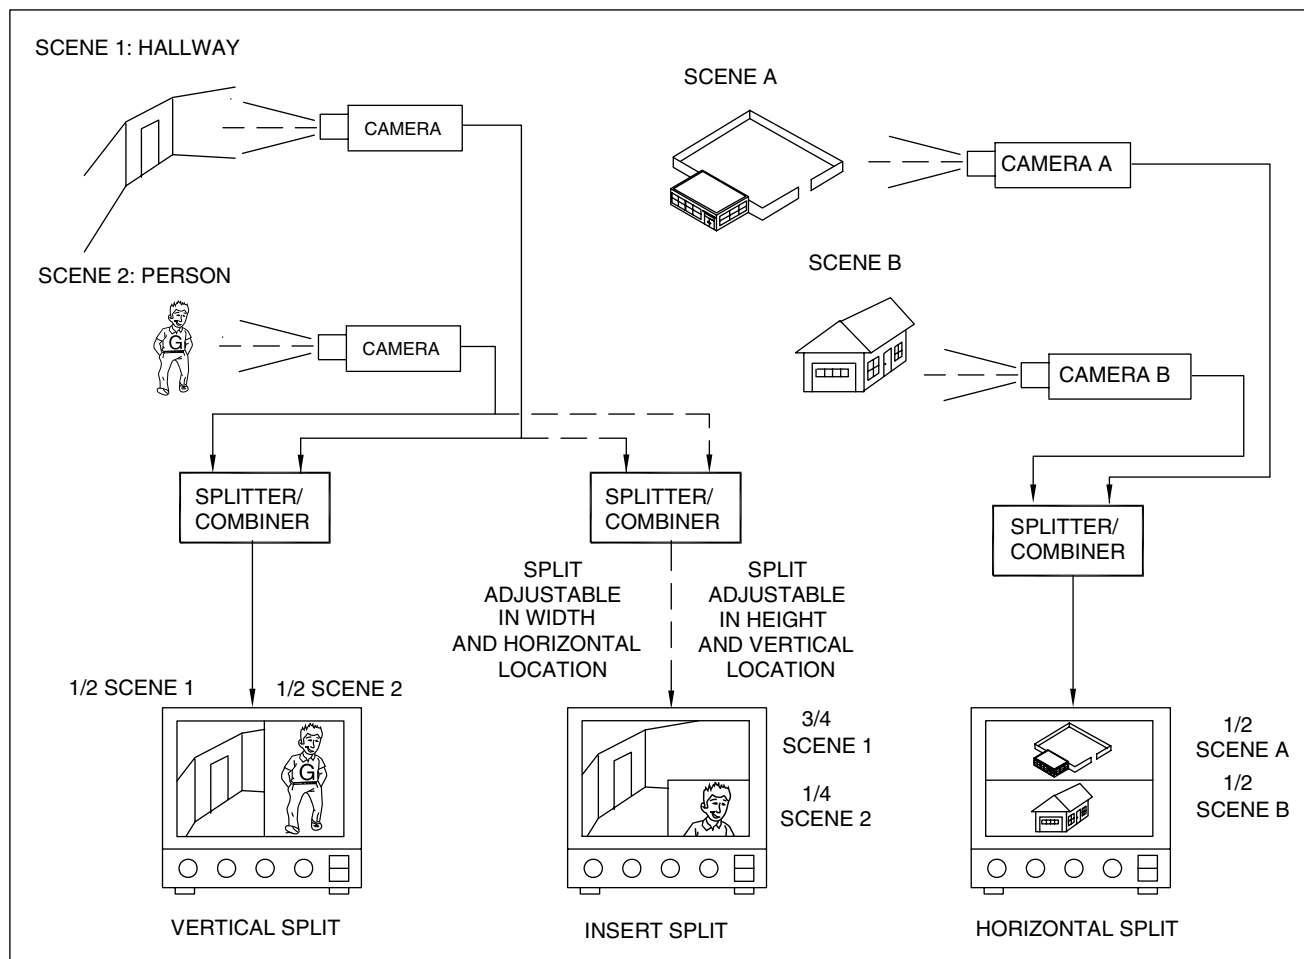 SCENE 1: HALLWAY
CAMERA
SCENE 2: PERSON
G
CAMERA
SCENE A
CAMERA A
SCENE B
CAMERA B
SPLITTER/
COMBINER
SPLITTER/
COMBINER
SPLITTER/
COMBINER
SPLIT
ADJUSTABLE
IN WIDTH
AND HORIZONTAL
LOCATION
SPLIT
ADJUSTABLE
IN HEIGHT
AND VERTICAL
LOCATION
1/2 SCENE 1
1/2 SCENE 2
G
VERTICAL SPLIT
3/4
SCENE 1
1/4
SCENE 2
INSERT SPLIT
1/2
SCENE A
1/2
SCENE B
HORIZONTAL SPLIT